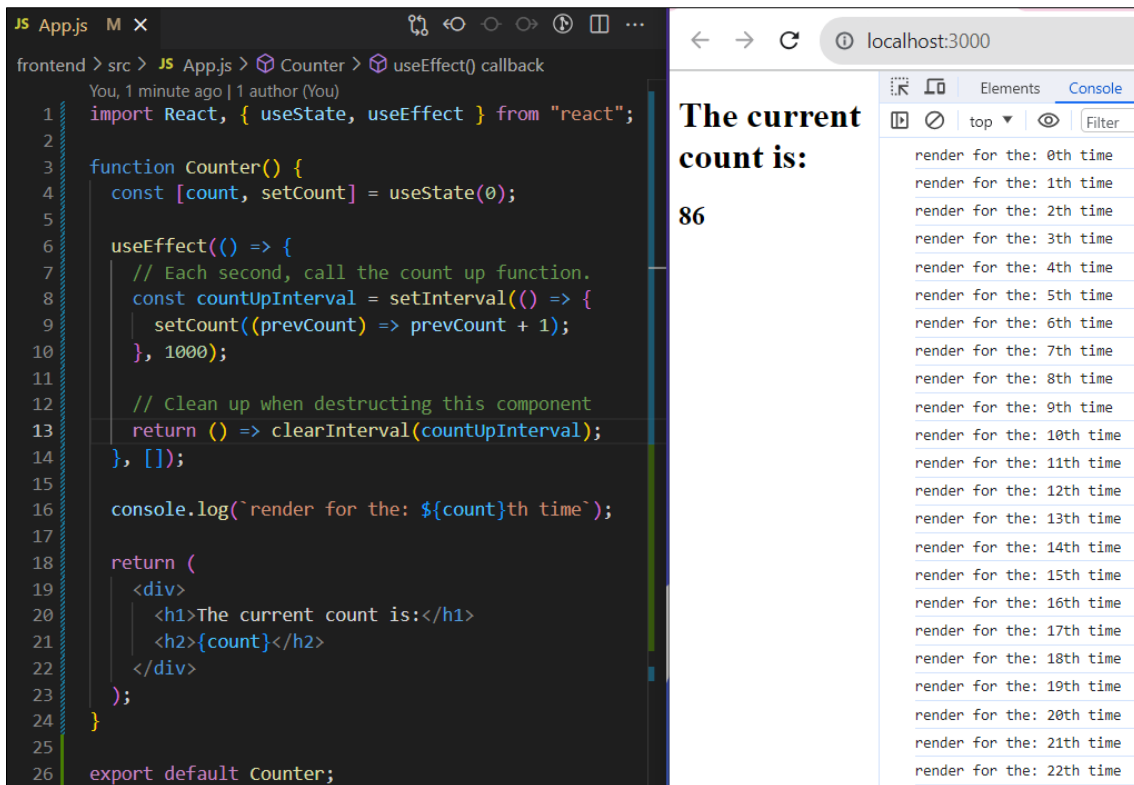 JS App.js M
frontend > src > JS App.js > Counter > useEffect() callback
You, 1 minute ago | 1 author (You)
1 import React, { useState, useEffect } from "react";
2
3 function Counter() {
4 const [count, setCount] = useState(0);
5
6 useEffect(() => {
7 // Each second, call the count up function.
8 const countUpInterval = setInterval(() => {
9 setCount((prevCount) => prevCount + 1);
10 }, 1000);
11
12 // Clean up when destructing this component
13 return () => clearInterval(countUpInterval);
14 }, []);
15
16 console.log(`render for the: ${count}th time`);
17
18 return (
19 <div>
20 <h1>The current count is:</h1>
21 <h2>{count}</h2>
22 </div>
23 );
24 }
25
26 export default Counter;
localhost:3000
The current
count is:
86
Elements Console
top Filter
render for the: 0th time
render for the: 1th time
render for the: 2th time
render for the: 3th time
render for the: 4th time
render for the: 5th time
render for the: 6th time
render for the: 7th time
render for the: 8th time
render for the: 9th time
render for the: 10th time
render for the: 11th time
render for the: 12th time
render for the: 13th time
render for the: 14th time
render for the: 15th time
render for the: 16th time
render for the: 17th time
render for the: 18th time
render for the: 19th time
render for the: 20th time
render for the: 21th time
render for the: 22th time